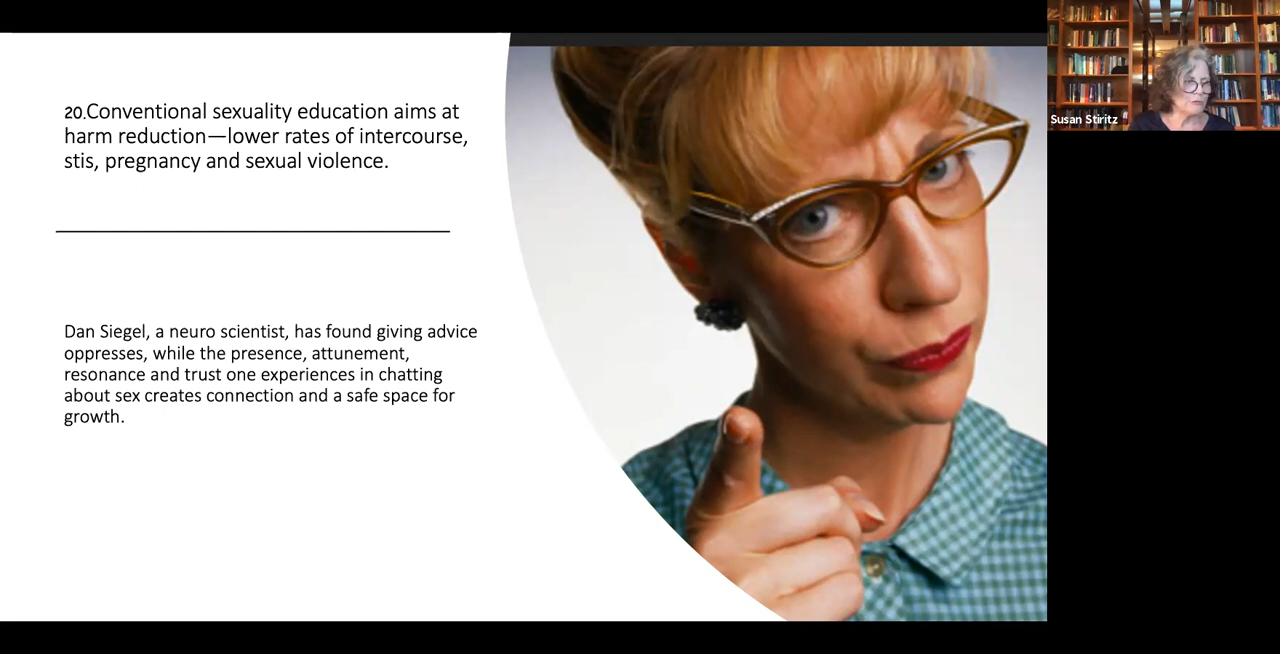 20.Conventional sexuality education aims at
harm reduction—lower rates of intercourse,
stis, pregnancy and sexual violence.
Dan Siegel, a neuro scientist, has found giving advice
oppresses, while the presence, attunement,
resonance and trust one experiences in chatting
about sex creates connection and a safe space for
growth.
Susan Stiritz